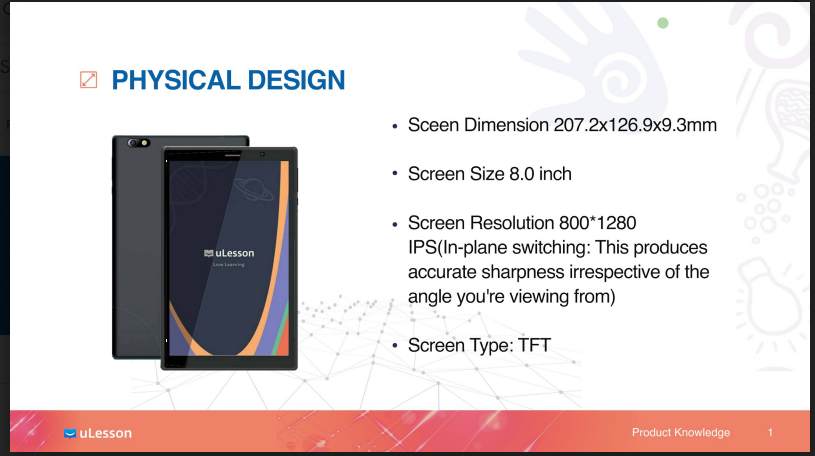 PHYSICAL DESIGN
• Sceen Dimension 207.2x126.9x9.3mm
• Screen Size 8.0 inch
• Screen Resolution 800*1280
IPS(In-plane switching: This produces
accurate sharpness irrespective of the
angle you're viewing from)
• Screen Type: TFT
uLesson
Love Learning
uLesson
Product Knowledge 1